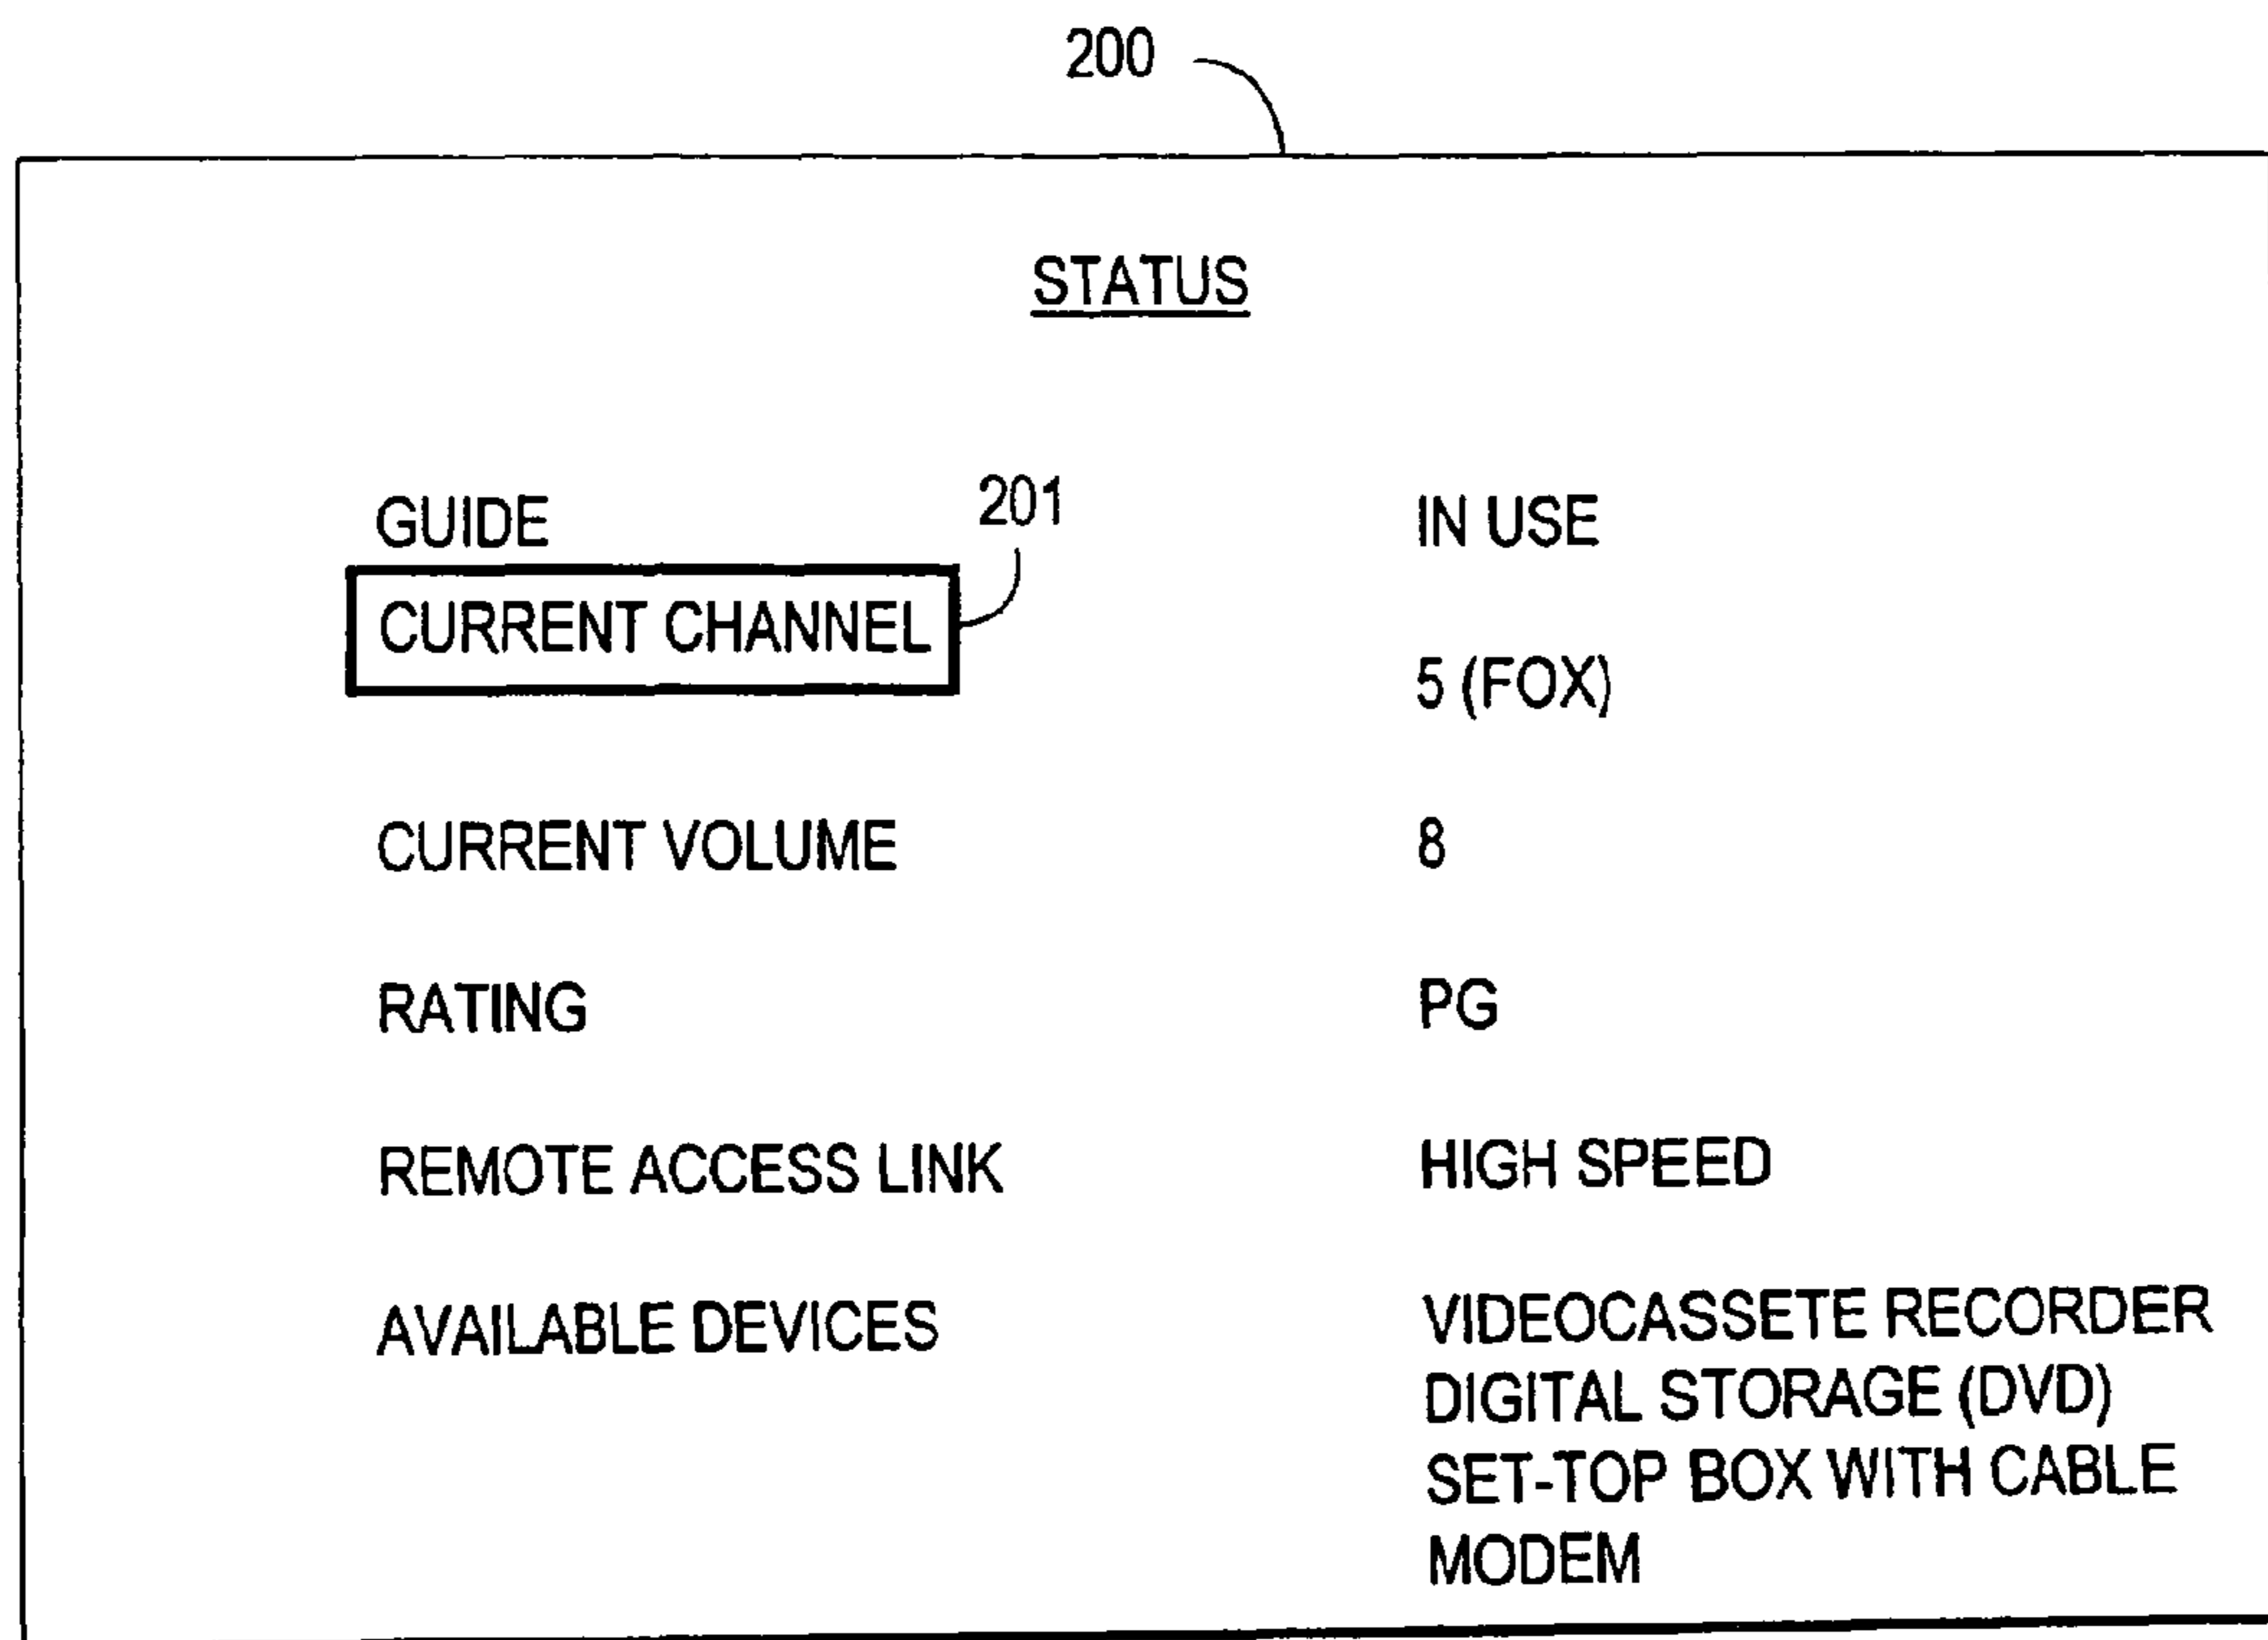 200
STATUS
GUIDE IN USE
201
CURRENT CHANNEL
5 (FOX)
CURRENT VOLUME 8
RATING PG
REMOTE ACCESS LINK HIGH SPEED
AVAILABLE DEVICES VIDEOCASSETE RECORDER
DIGITAL STORAGE (DVD)
SET-TOP BOX WITH CABLE
MODEM